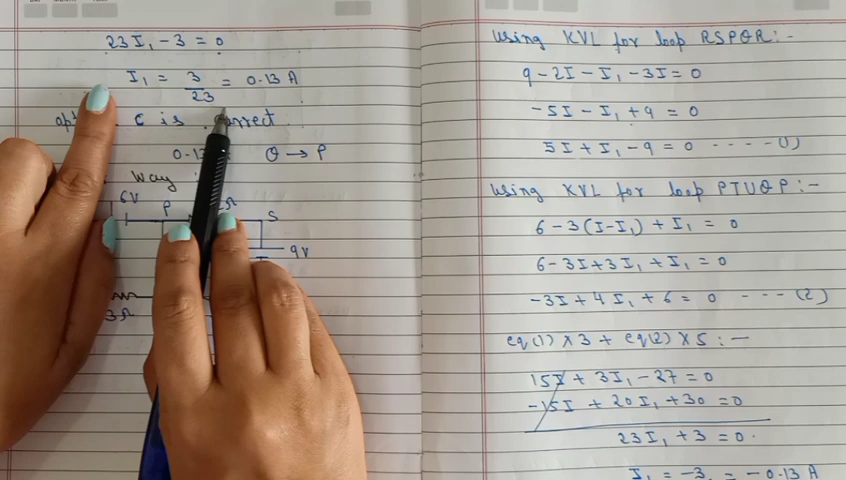 23I₁ - 3 = 0
I₁ = 3/23 = 0.13 A
C is correct
0.13 Q → P
Way
6V P S
9V
3Ω
Using KVL for loop RSPQR:-
9-2I-I₁-3I=0
-5I-I₁+9=0
5I+I₁-9=0 ----(1)
Using KVL for loop PTUQP:-
6-3(I-I₁)+I₁=0
6-3I+3I₁+I₁=0
-3I+4I₁+6=0 ---(2)
eq(1)×3 + eq(2)×5:-
15I+3I₁-27=0
-15I+20I₁+30=0
23I₁+3=0.
I₁ = -3 = -0.13 A